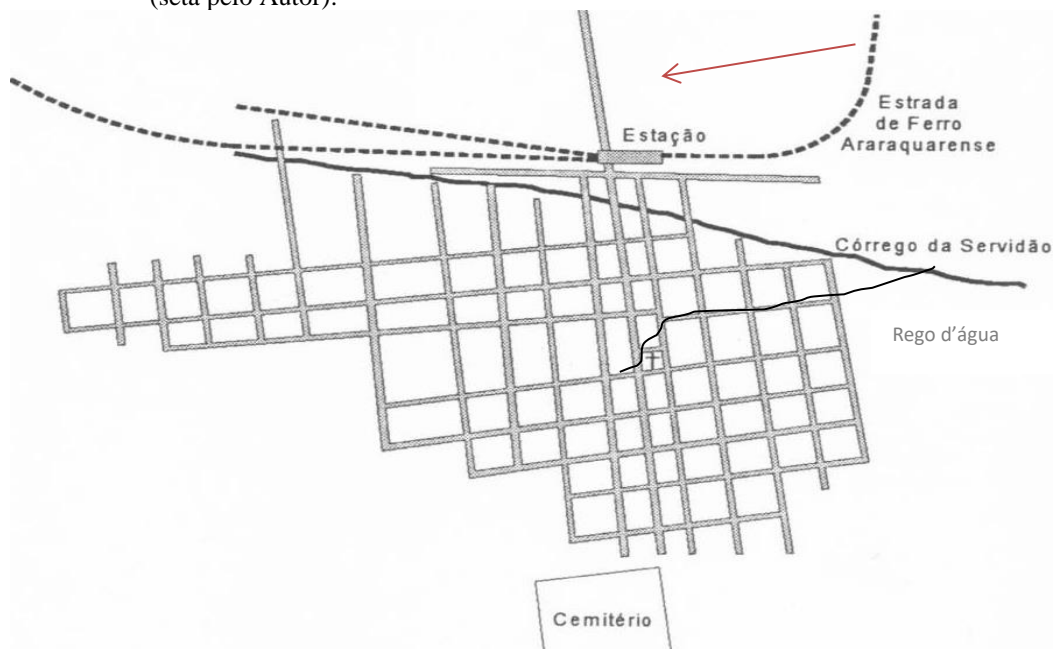 (seta pelo Autor).
Estação
Estrada
de Ferro
Araraquarense
Córrego da Servidão
Rego d’água
Cemitério